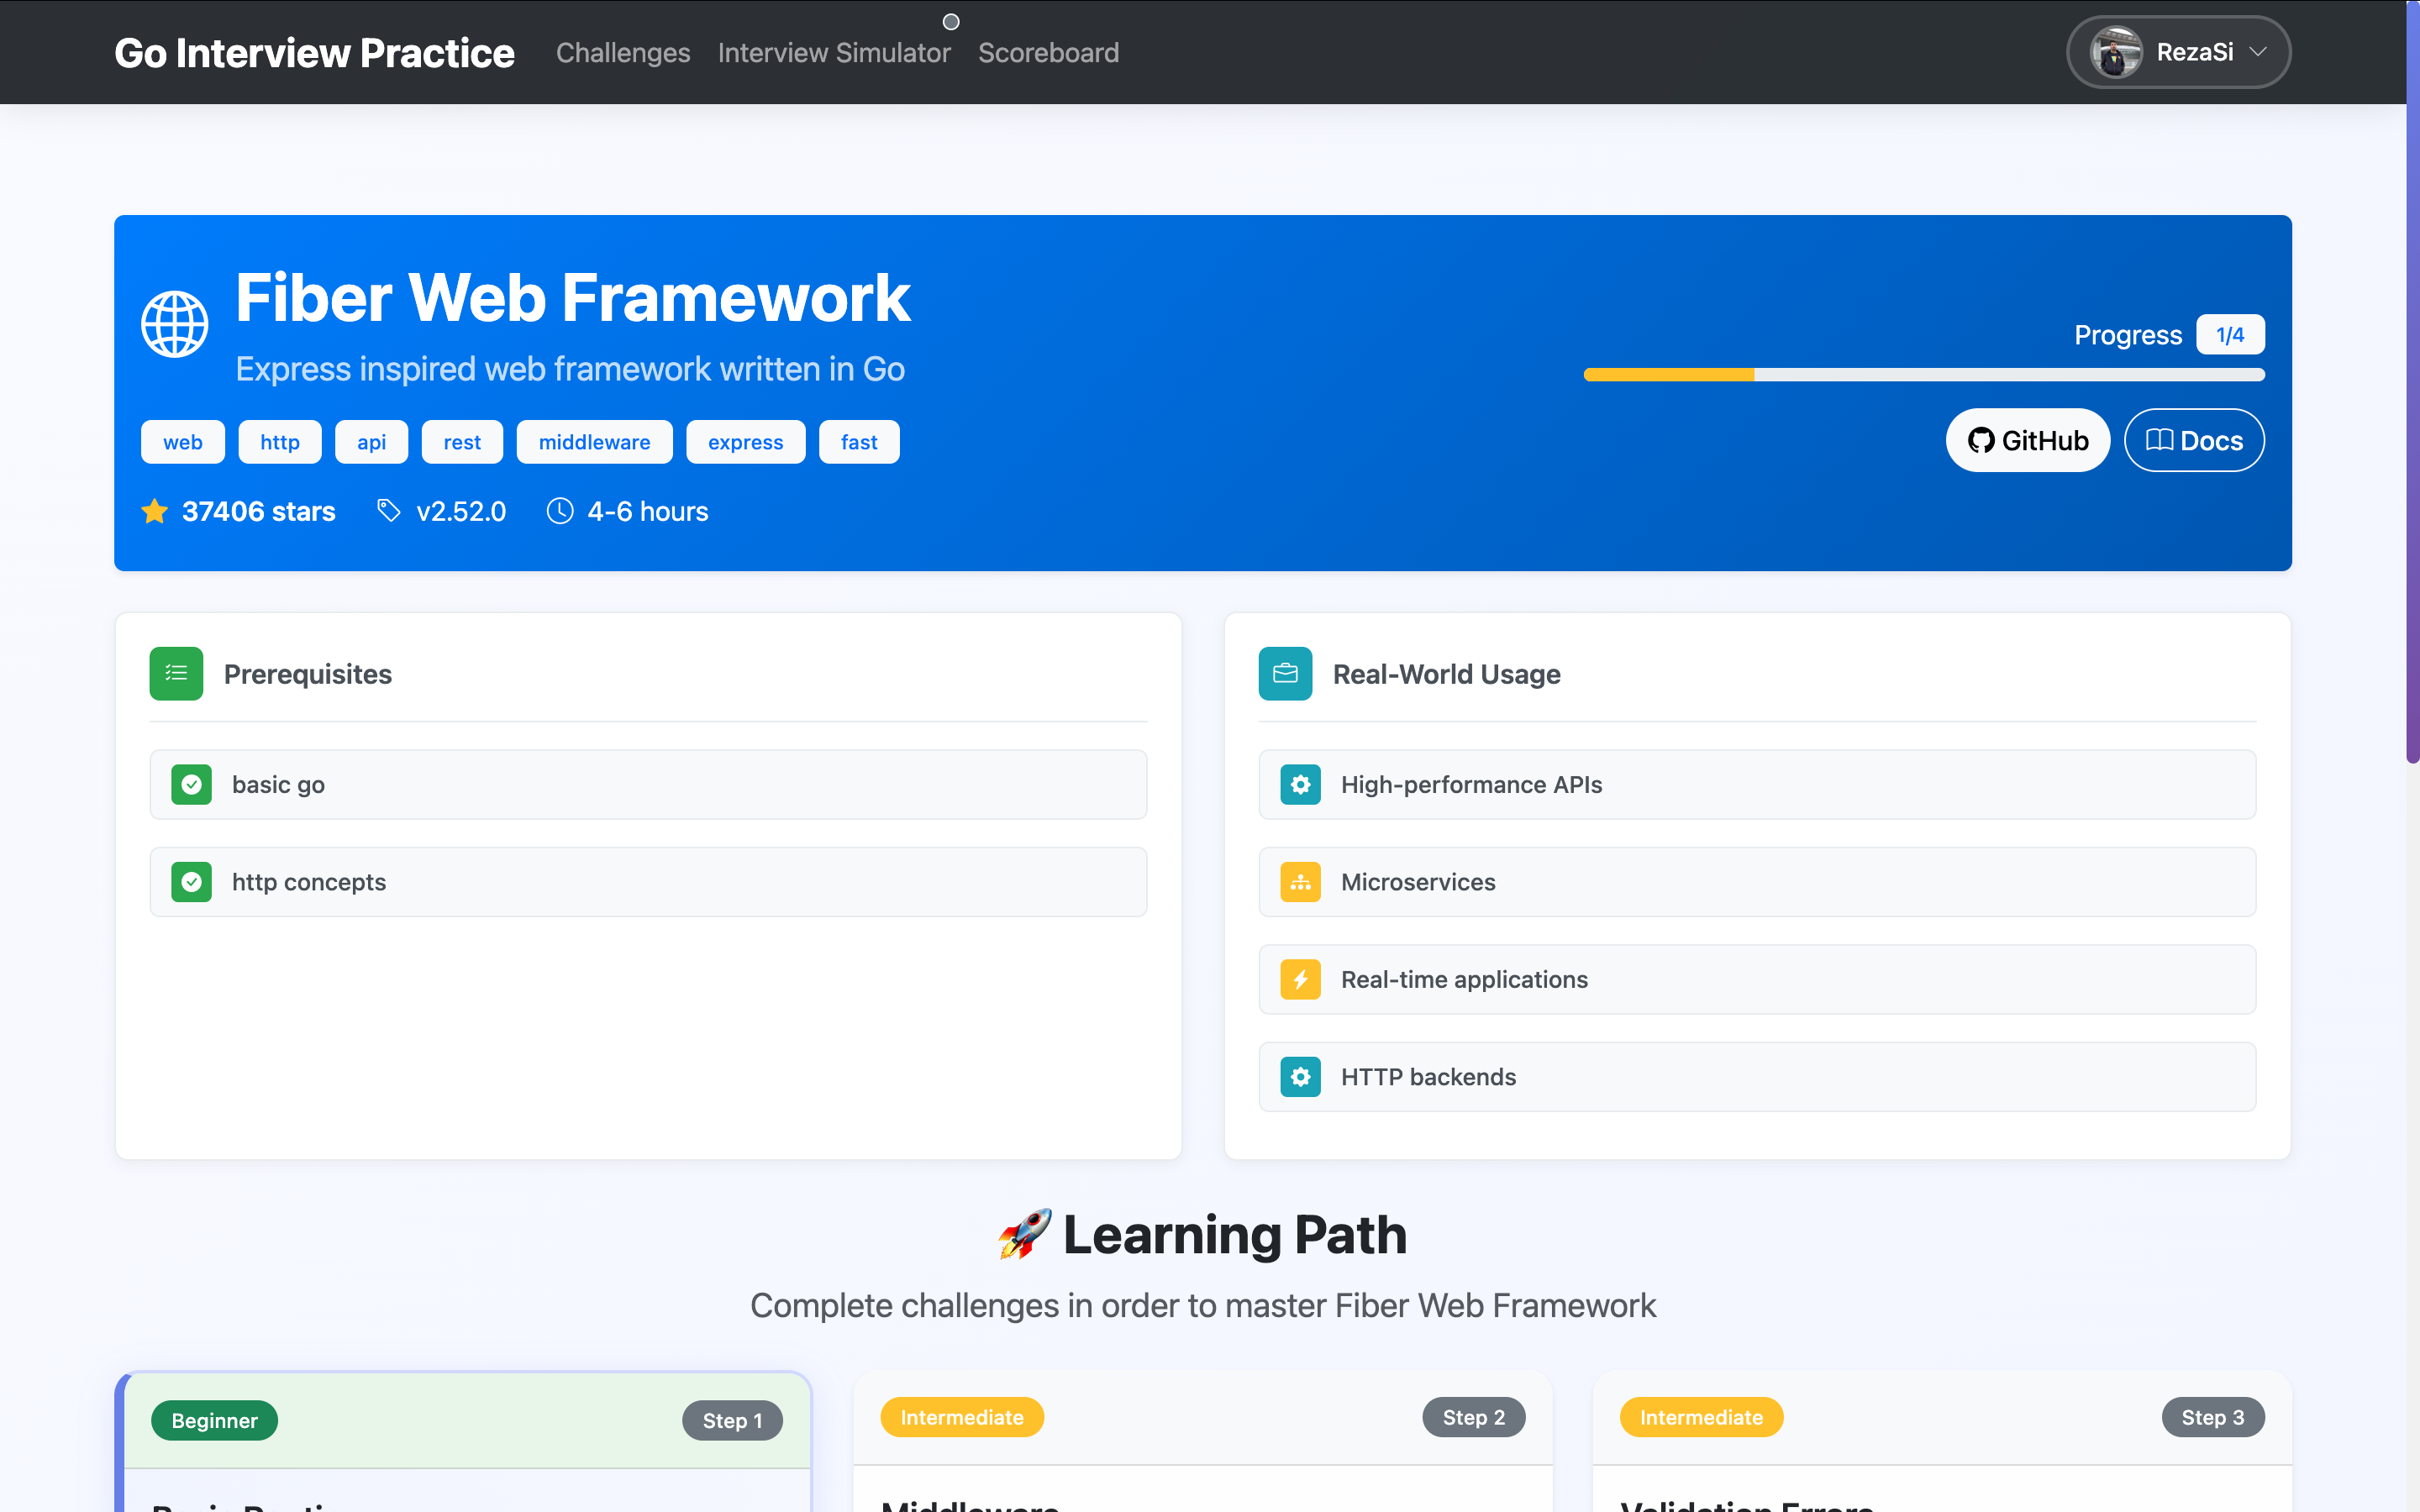 Go Interview Practice
Challenges
Interview Simulator
Scoreboard
RezaSi
Fiber Web Framework
Express inspired web framework written in Go
Progress 1/4
web http api rest middleware express fast
GitHub
Docs
37406 stars v2.52.0 4-6 hours
Prerequisites
basic go
http concepts
Real-World Usage
High-performance APIs
Microservices
Real-time applications
HTTP backends
🚀 Learning Path
Complete challenges in order to master Fiber Web Framework
Beginner Step 1
Intermediate Step 2
Intermediate Step 3
Middleware
Validation Errors